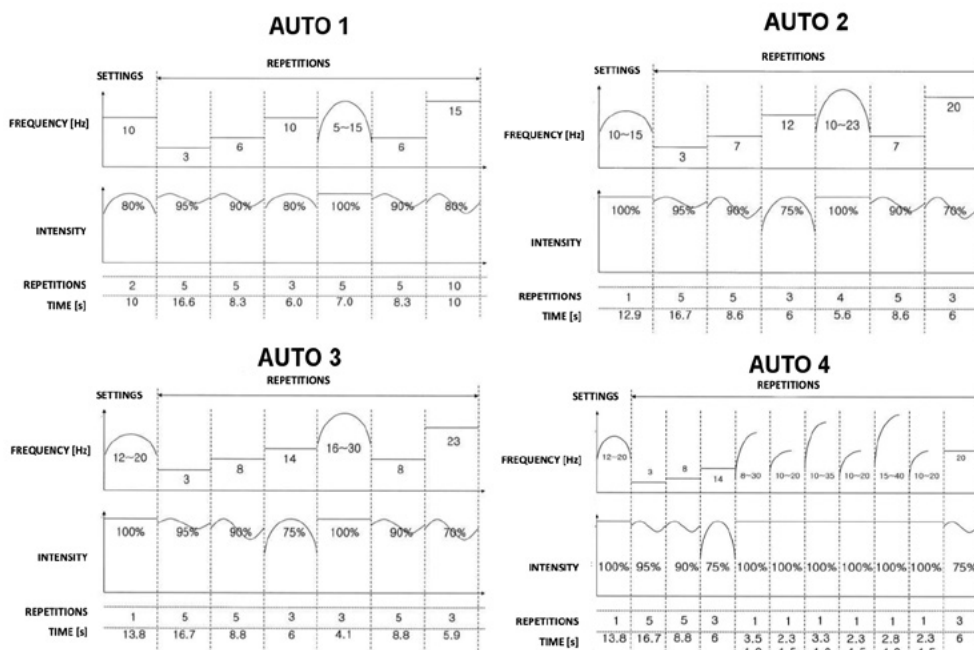 AUTO 1
REPETITIONS
SETTINGS
FREQUENCY [Hz]
10 3 6 10 5~15 6 15
80% 95% 90% 80% 100% 90% 80%
INTENSITY
REPETITIONS 2 5 5 3 5 5 10
TIME [s] 10 16.6 8.3 6.0 7.0 8.3 10
AUTO 2
REPETITIONS
SETTINGS
FREQUENCY [Hz]
10~15 3 7 12 10~23 7 20
100% 95% 90% 75% 100% 90% 70%
INTENSITY
REPETITIONS 1 5 5 3 4 5 3
TIME [s] 12.9 16.7 8.6 6 5.6 8.6 6
AUTO 3
REPETITIONS
SETTINGS
FREQUENCY [Hz]
12~20 3 8 14 16~30 8 23
100% 95% 90% 75% 100% 90% 70%
INTENSITY
REPETITIONS 1 5 5 3 3 5 3
TIME [s] 13.8 16.7 8.8 6 4.1 8.8 5.9
AUTO 4
REPETITIONS
SETTINGS
FREQUENCY [Hz]
12~20 3 8 14 8~30 10~20 10~35 10~20 15~40 10~20 20
INTENSITY 100% 95% 90% 75% 100% 100% 100% 100% 100% 100% 75%
REPETITIONS 1 5 5 3 1 1 1 1 1 1 3
TIME [s] 13.8 16.7 8.8 6 3.5 2.3 3.3 2.3 2.8 2.3 6